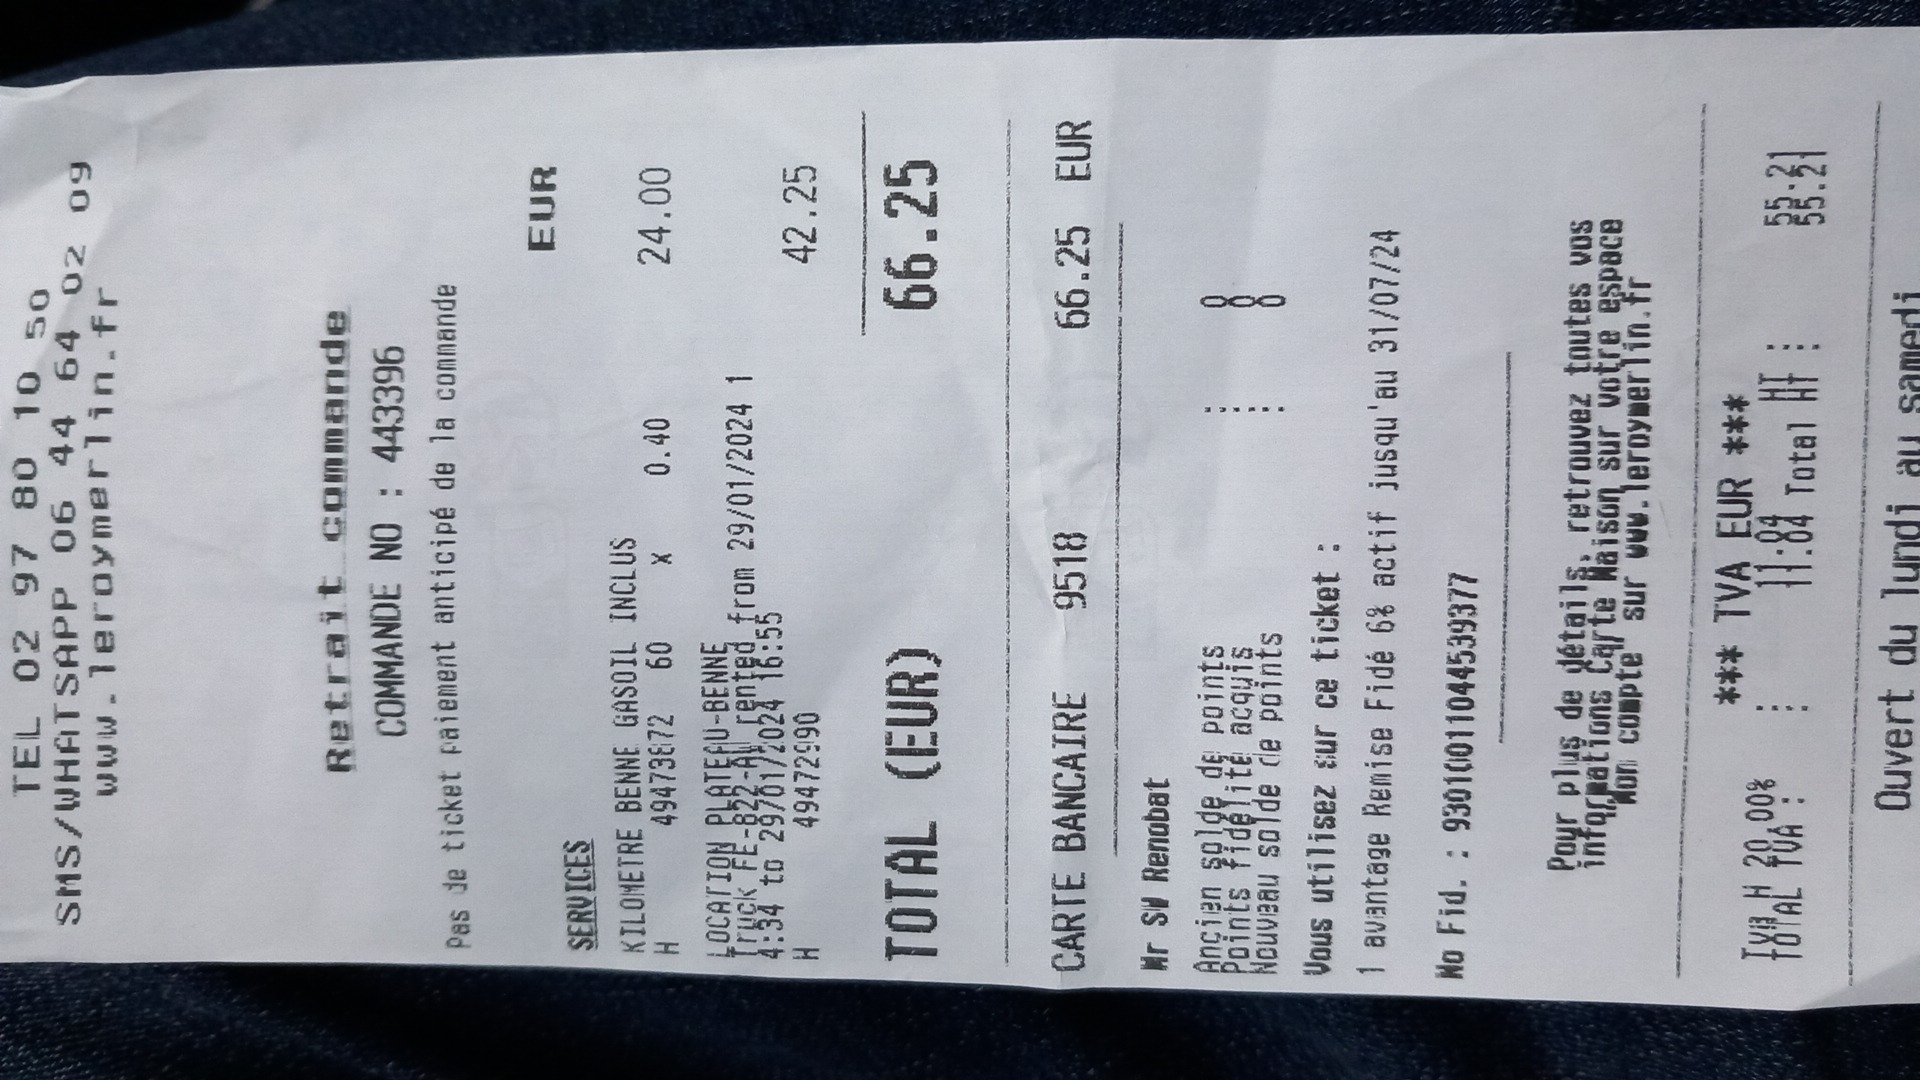 TEL 02 97 80 10 50
SMS/WHATSAPP 06 44 64 02 09
www.leroymerlin.fr
Retrait commande
COMMANDE NO : 443396
Pas de ticket paiement anticipé de la commande
EUR
SERVICES
KILOMETRE BENNE GASOIL INCLUS
H 49473672 60 x 0.40 24.00
LOCATION PLATEAU-BENNE
Truck FE-822-AU rented from 29/01/2024 1
4:34 to 29/01/2024 16:55
H 49472990 42.25
TOTAL (EUR) 66.25
CARTE BANCAIRE 9518 66.25 EUR
Mr SW Renobat
Ancien solde de points : 0
Points fidélité acquis : 0
Nouveau solde de points : 0
Vous utilisez sur ce ticket :
1 avantage Remise Fidé 6% actif jusqu'au 31/07/24
No Fid. : 9301001104539377
Pour plus de détails, retrouvez toutes vos
informations Carte Maison sur votre espace
"Mon compte" sur www.leroymerlin.fr
*** TVA EUR ***
TVA H 20.00% : 11.04 HT : 55.21
TOTAL TVA : 11.04 Total HT : 55.21
Ouvert du lundi au samedi